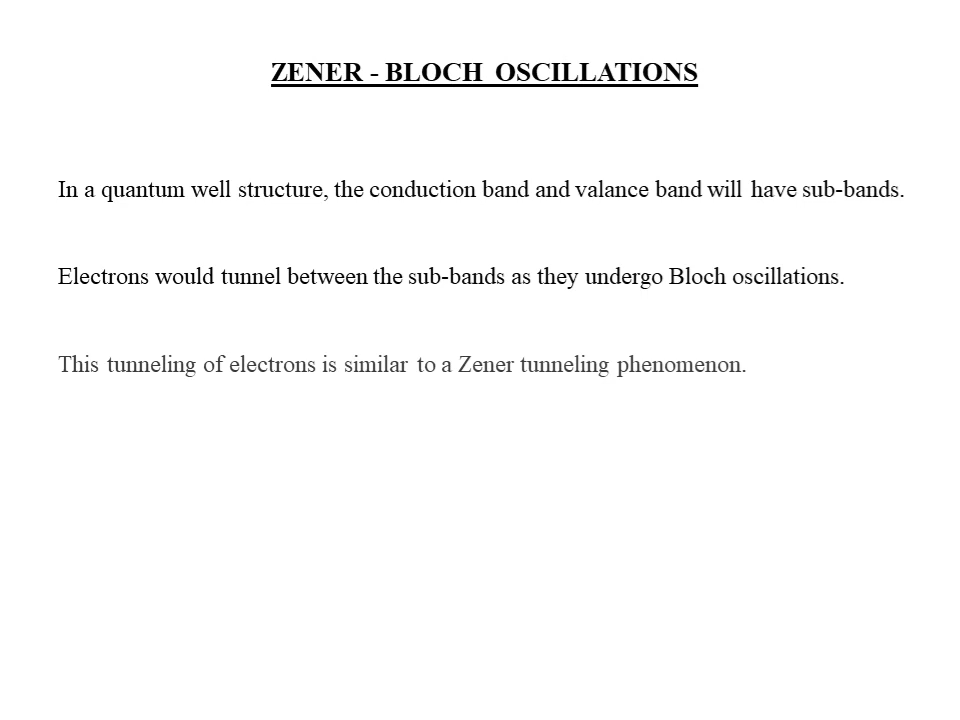 ZENER - BLOCH OSCILLATIONS
In a quantum well structure, the conduction band and valance band will have sub-bands.
Electrons would tunnel between the sub-bands as they undergo Bloch oscillations.
This tunneling of electrons is similar to a Zener tunneling phenomenon.